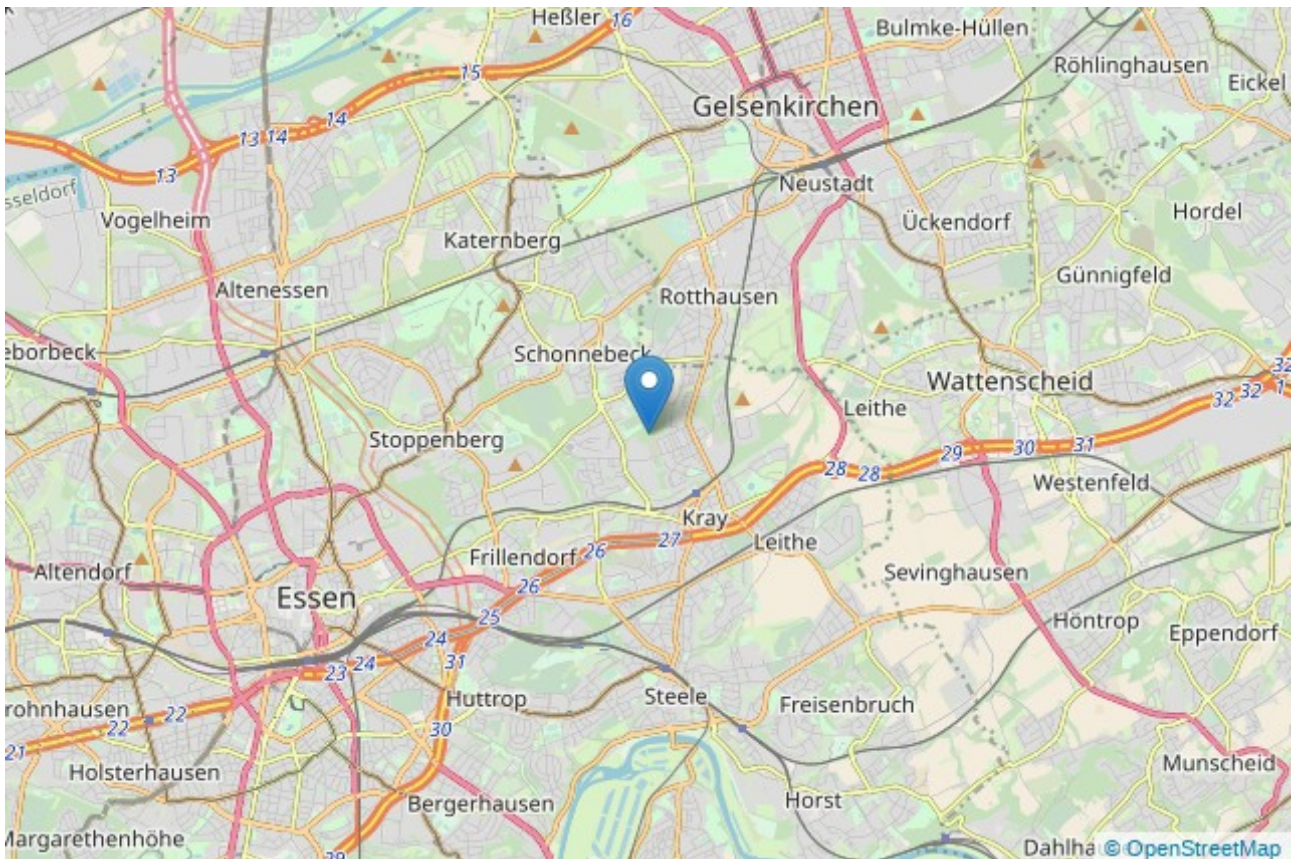 Heßler
16
Bulmke-Hüllen
Röhlinghausen
Eickel
15
Gelsenkirchen
14
13
14
13
sseldorf
Neustadt
Vogelheim
Ückendorf
Hordel
Katernberg
Günnigfeld
Altenessen
Rotthausen
eborbeck
Schonnebeck
32
Wattenscheid
32
32
1
Leithe
Stoppenberg
31
30
29
28
28
Westenfeld
Kray
27
Leithe
26
Frillendorf
Altendorf
Sevinghausen
26
Essen
25
Höntrop
Eppendorf
24
31
24
23
Huttrop
Steele
Freisenbruch
rohnhausen
22
22
30
21
Holsterhausen
Munscheid
Bergerhausen
Horst
Margarethenhöhe
29
Dahlha
© OpenStreetMap